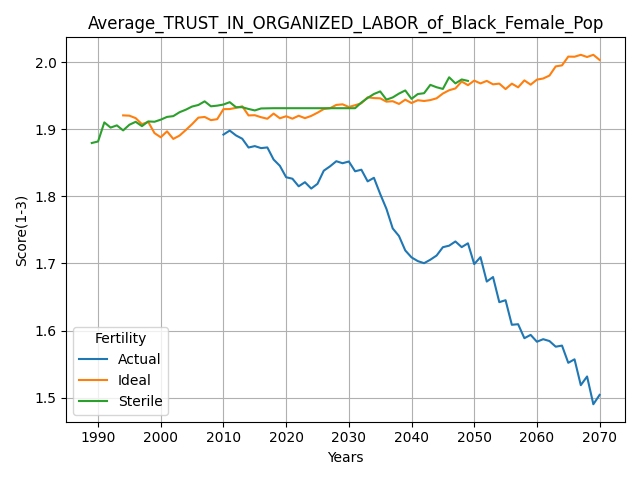 Average_TRUST_IN_ORGANIZED_LABOR_of_Black_Female_Pop
Score(1-3)
2.0
1.9
1.8
1.7
1.6
1.5
Fertility
Actual
Ideal
Sterile
1990 2000 2010 2020 2030 2040 2050 2060 2070
Years